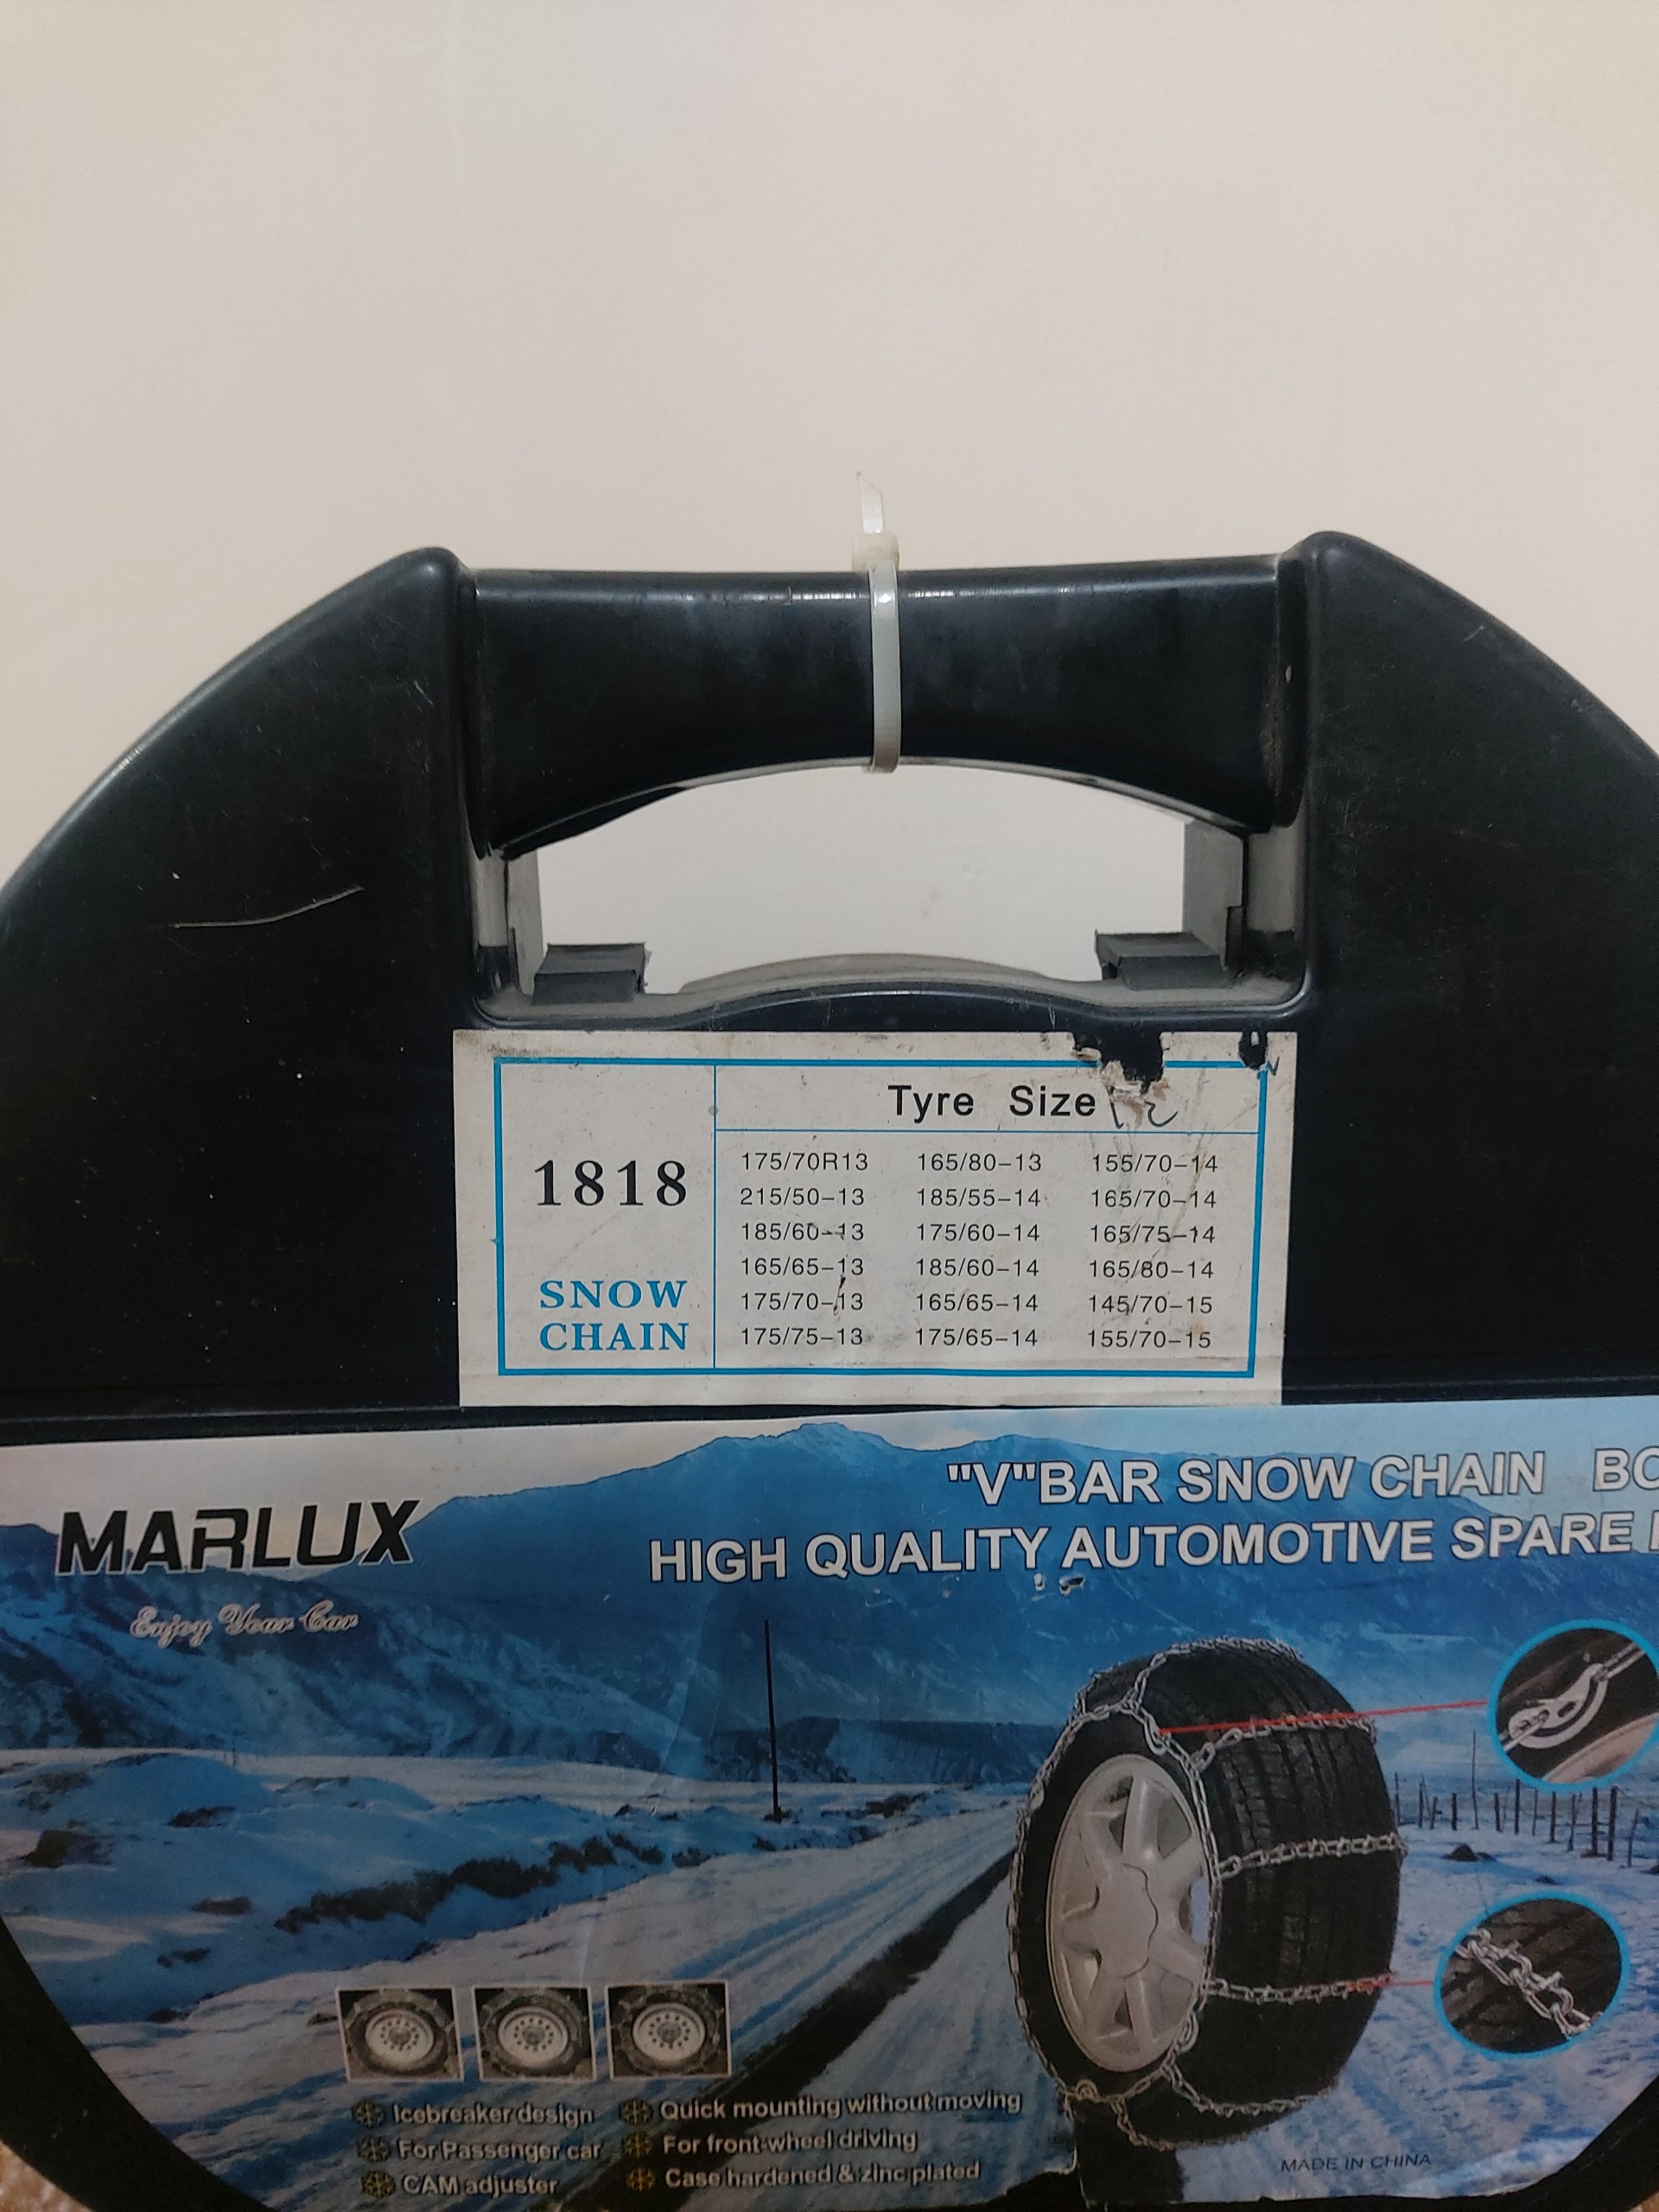 Tyre Size 12
1818
SNOW
CHAIN
175/70R13 165/80-13 155/70-14
215/50-13 185/55-14 165/70-14
185/60-13 175/60-14 165/75-14
165/65-13 185/60-14 165/80-14
175/70-13 165/65-14 145/70-15
175/75-13 175/65-14 155/70-15
MARLUX
Enjoy Your Car
"V"BAR SNOW CHAIN
HIGH QUALITY AUTOMOTIVE SPARE
Icebreaker design
For Passenger car
CAM adjuster
Quick mounting without moving
For front-wheel driving
Case hardened & zinc plated
MADE IN CHINA